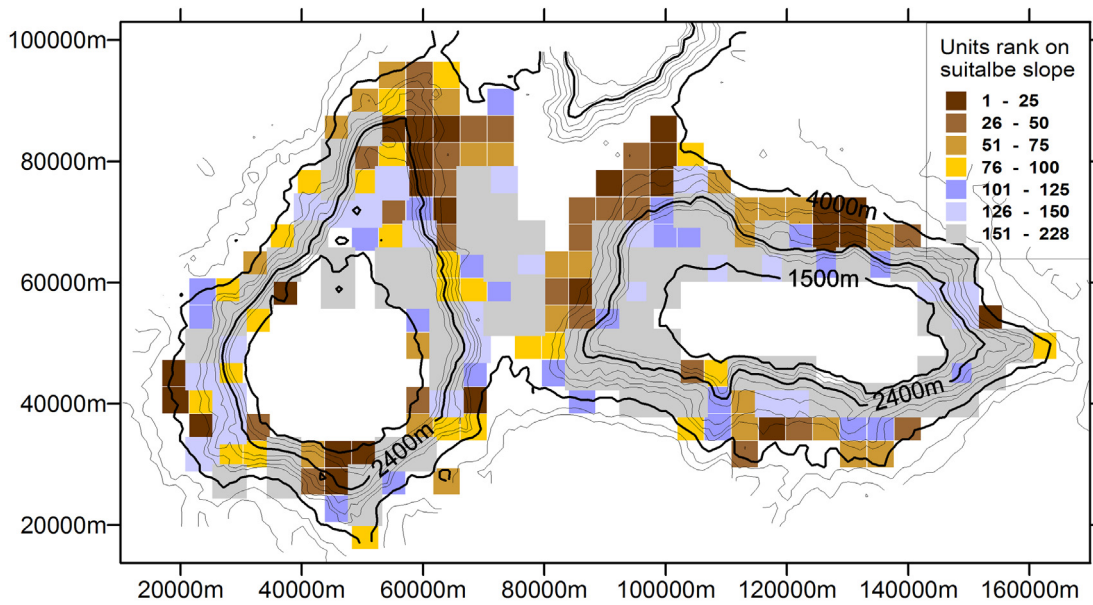 Units rank on
suitalbe slope
1 - 25
26 - 50
51 - 75
76 - 100
101 - 125
126 - 150
151 - 228
100000m
80000m
60000m
40000m
20000m
4000m
1500m
2400m
2400m
20000m 40000m 60000m 80000m 100000m 120000m 140000m 160000m